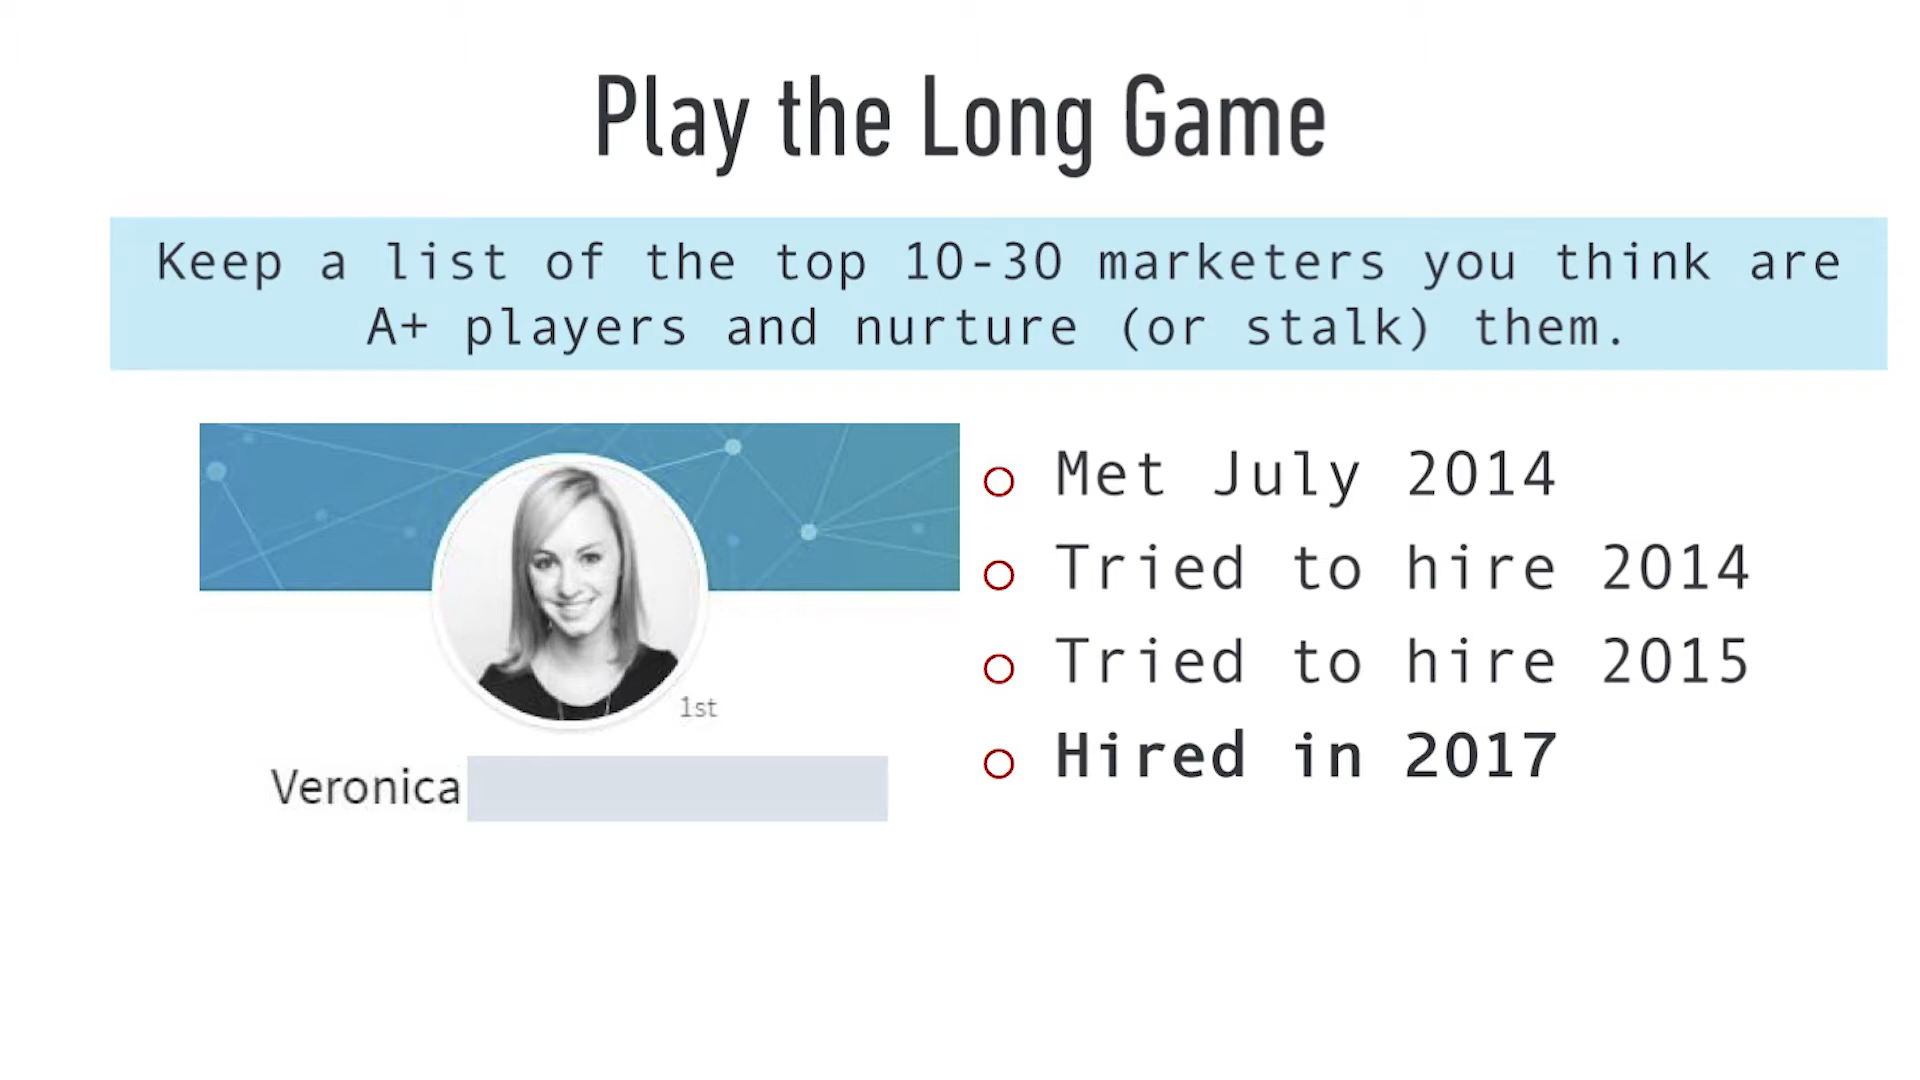 Play the Long Game
Keep a list of the top 10-30 marketers you think are
A+ players and nurture (or stalk) them.
1st
Veronica
Met July 2014
Tried to hire 2014
Tried to hire 2015
Hired in 2017